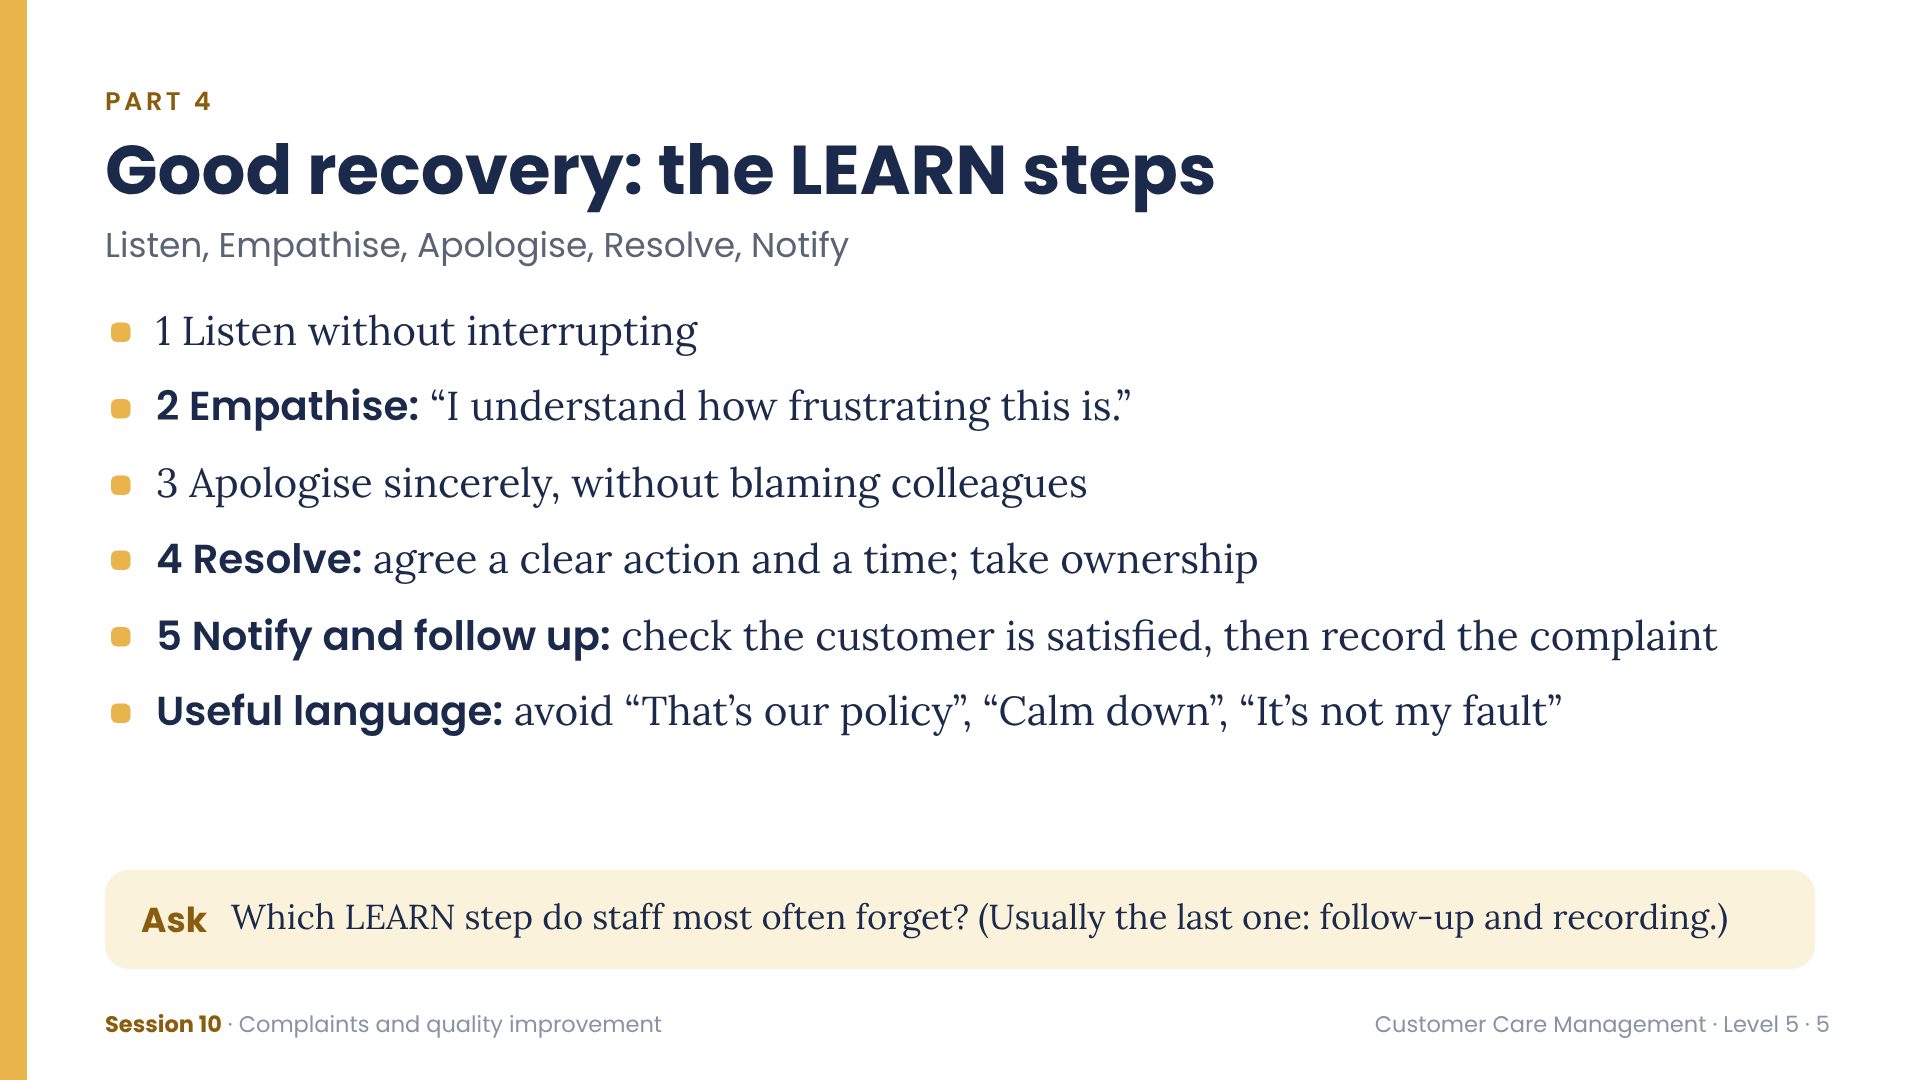 PART 4
Good recovery: the LEARN steps
Listen, Empathise, Apologise, Resolve, Notify
1 Listen without interrupting
2 Empathise: “I understand how frustrating this is.”
3 Apologise sincerely, without blaming colleagues
4 Resolve: agree a clear action and a time; take ownership
5 Notify and follow up: check the customer is satisfied, then record the complaint
Useful language: avoid “That’s our policy”, “Calm down”, “It’s not my fault”
Ask Which LEARN step do staff most often forget? (Usually the last one: follow-up and recording.)
Session 10 · Complaints and quality improvement
Customer Care Management · Level 5 · 5